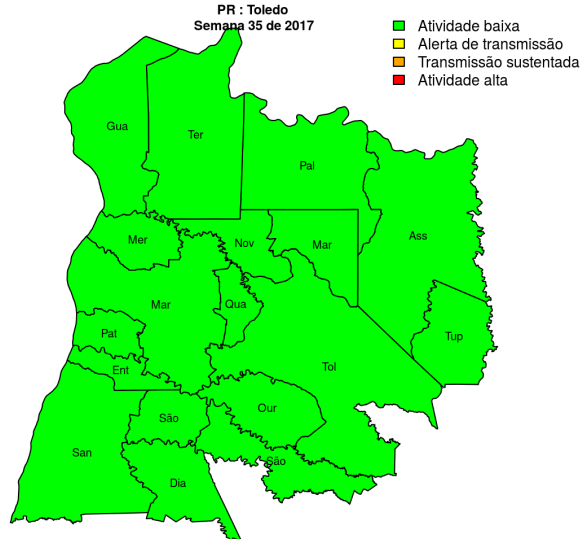 PR : Toledo
Semana 35 de 2017
Atividade baixa
Alerta de transmissão
Transmissão sustentada
Atividade alta
Gua
Ter
Pal
Mer
Nov
Mar
Ass
Mar
Qua
Pat
Tup
Ent
Tol
São
Our
San
São
Dia